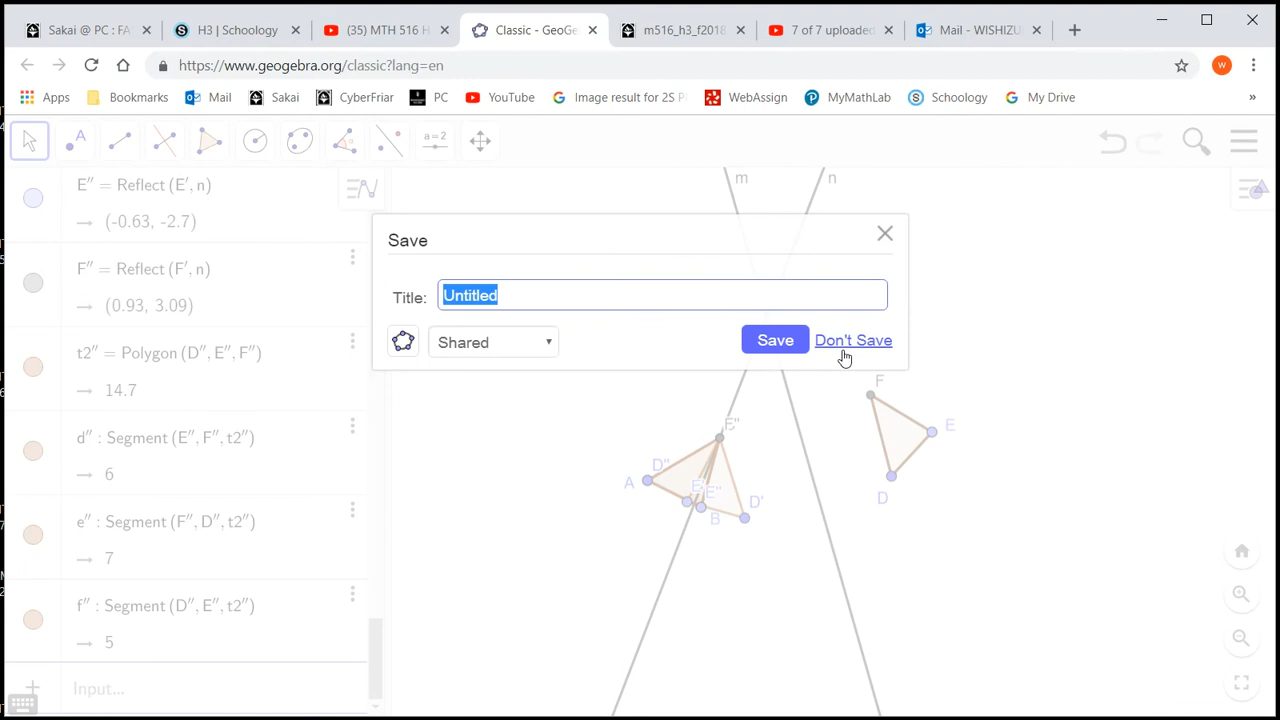 Sakai @ PC : FA
H3 | Schoology
(35) MTH 516 H
Classic - GeoGe
m516_h3_f2018
7 of 7 uploaded
Mail - WISHIZU
https://www.geogebra.org/classic?lang=en
W
Apps
Bookmarks
Mail
Sakai
CyberFriar
PC
YouTube
Image result for 2S P
WebAssign
MyMathLab
Schoology
My Drive
»
A
a=2
E″ = Reflect (E′, n)
→ (-0.63, -2.7)
F″ = Reflect (F′, n)
→ (0.93, 3.09)
t2″ = Polygon (D″, E″, F″)
→ 14.7
d″ : Segment (E″, F″, t2″)
→ 6
e″ : Segment (F″, D″, t2″)
→ 7
f″ : Segment (D″, E″, t2″)
→ 5
Input...
m
n
Save
Title:
Untitled
Shared
Save
Don't Save
F
E
D
D"
A
E"
D'
B